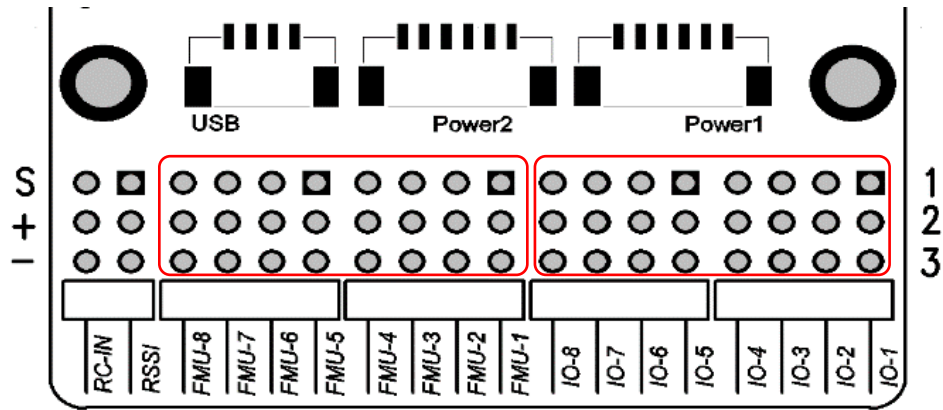 USB Power2 Power1
S 1
+ 2
- 3
RC-IN RSSI FMU-8 FMU-7 FMU-6 FMU-5 FMU-4 FMU-3 FMU-2 FMU-1 IO-8 IO-7 IO-6 IO-5 IO-4 IO-3 IO-2 IO-1